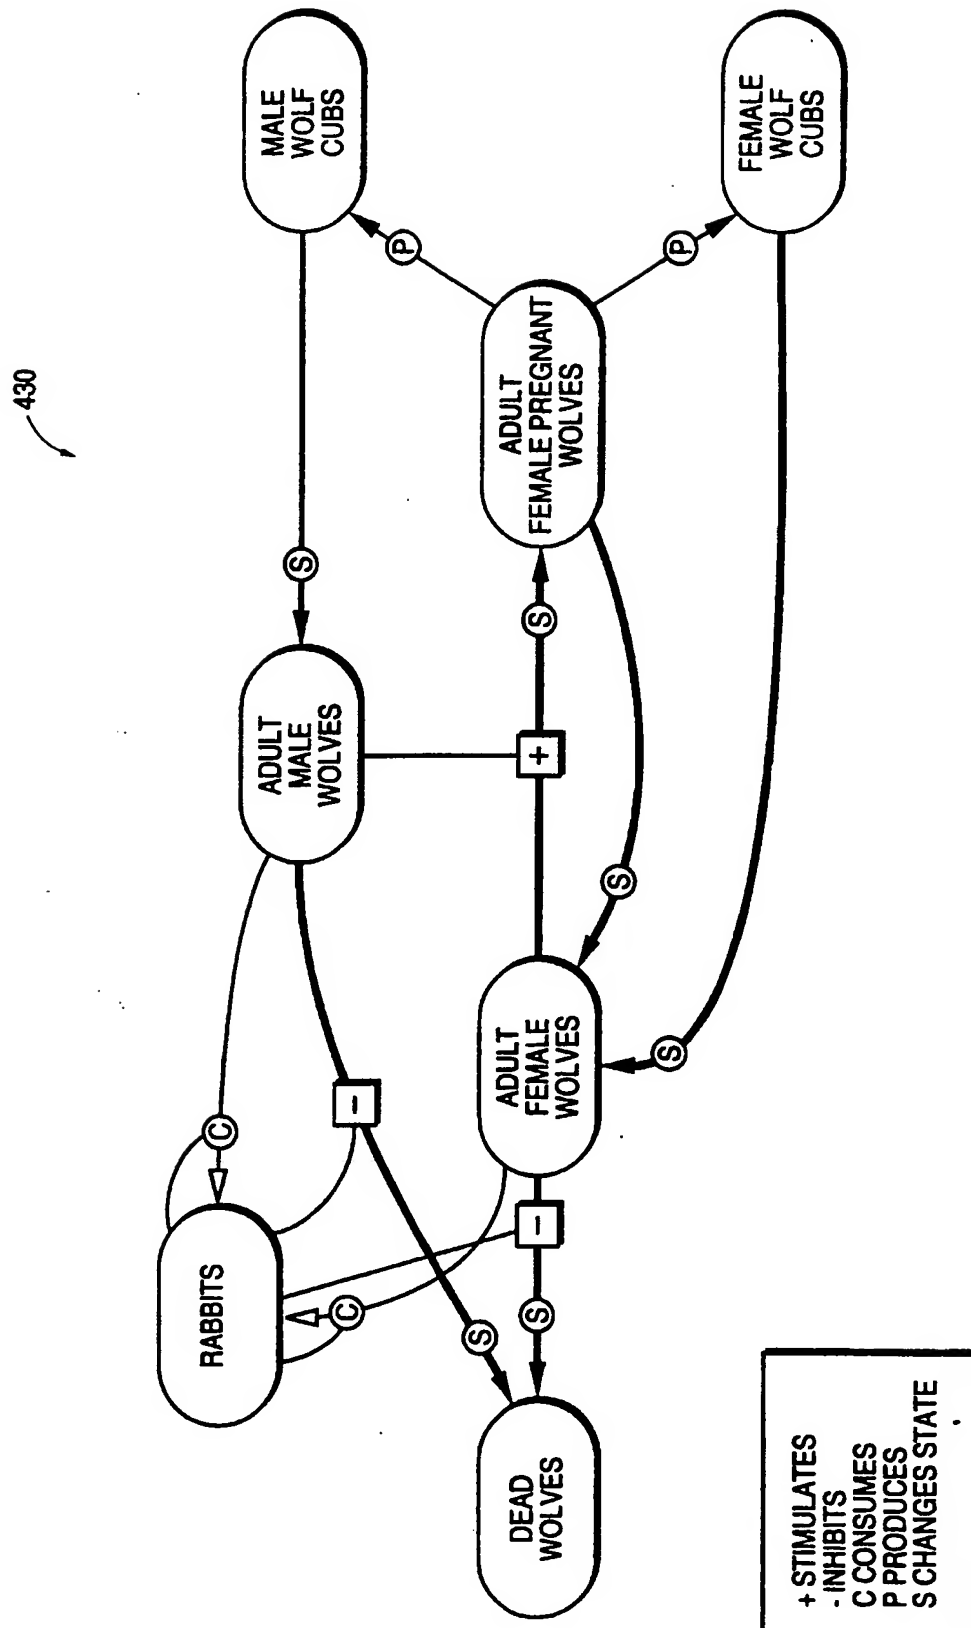 430
RABBITS
MALE
WOLF
CUBS
ADULT
MALE
WOLVES
C
-
S
S
P
DEAD
WOLVES
ADULT
FEMALE
WOLVES
ADULT
FEMALE PREGNANT
WOLVES
C
S
-
+
S
S
P
FEMALE
WOLF
CUBS
S
+ STIMULATES
- INHIBITS
C CONSUMES
P PRODUCES
S CHANGES STATE